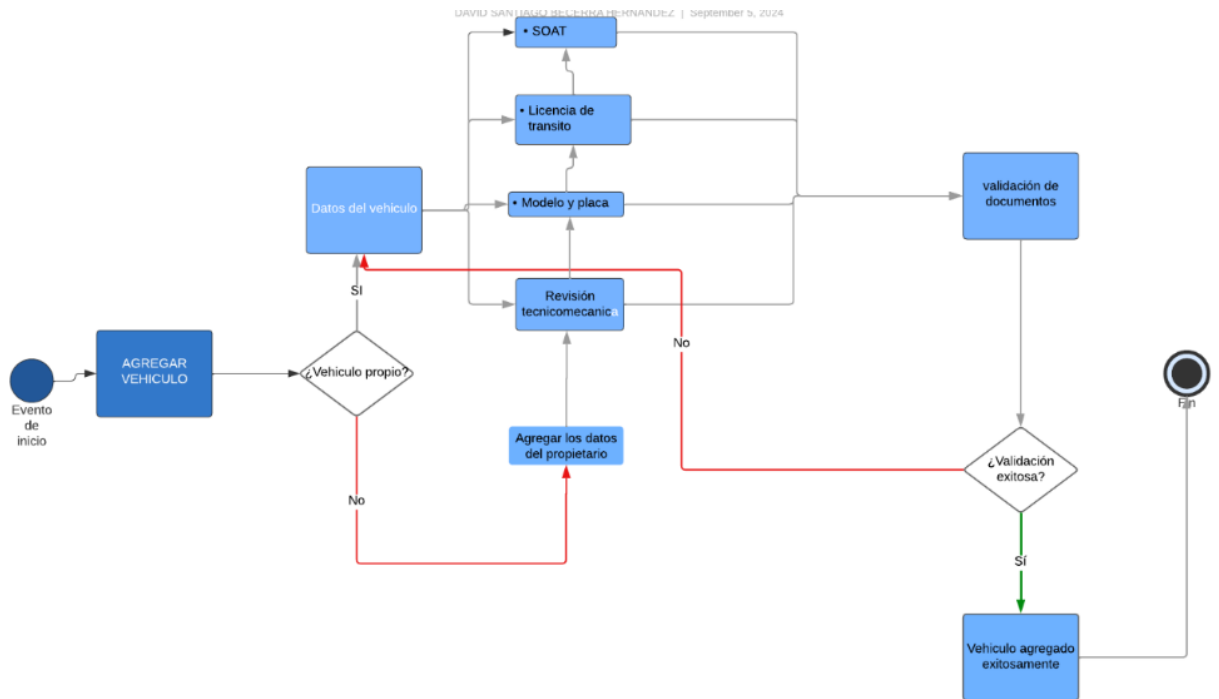 DAVID SANTIAGO BECERRA HERNANDEZ | September 5, 2024
• SOAT
• Licencia de
transito
Datos del vehiculo
• Modelo y placa
validación de
documentos
SI
Revisión
tecnicomecanica
No
AGREGAR
VEHICULO
¿Vehiculo propio?
Evento
de
inicio
Fin
Agregar los datos
del propietario
¿Validación
exitosa?
No
Sí
Vehiculo agregado
exitosamente